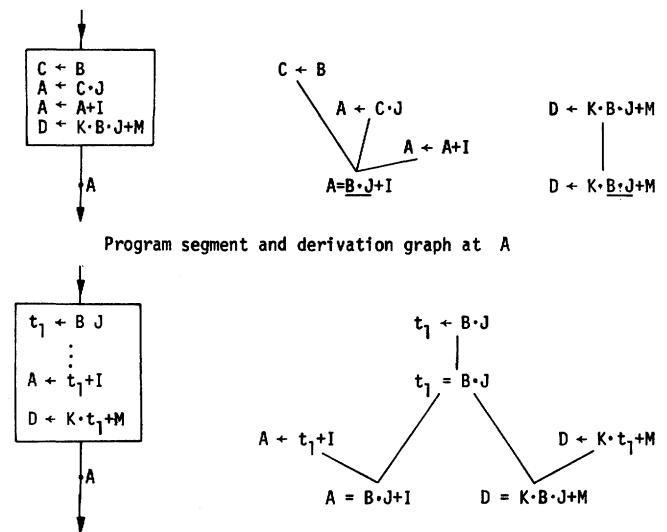 C ← B
A ← C·J
A ← A+I
D ← K·B·J+M
A
C ← B
A ← C·J
A ← A+I
A=B·J+I
D ← K·B·J+M
D ← K·B·J+M
Program segment and derivation graph at A
t₁ ← B J
⋮
A ← t₁+I
D ← K·t₁+M
A
t₁ ← B·J
t₁ = B·J
A ← t₁+I
D ← K·t₁+M
A = B·J+I
D = K·B·J+M